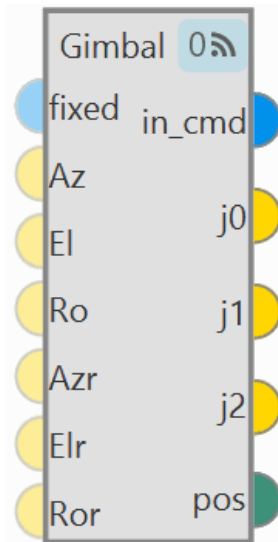 Gimbal 0
fixed
in_cmd
Az
j0
El
Ro
j1
Azr
j2
Elr
pos
Ror